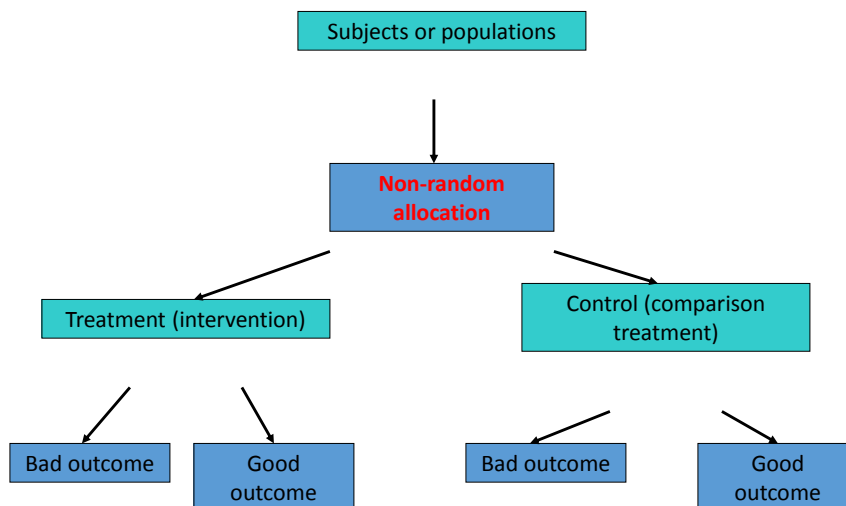 Subjects or populations
Non-random
allocation
Treatment (intervention)
Control (comparison
treatment)
Bad outcome
Good
outcome
Bad outcome
Good
outcome